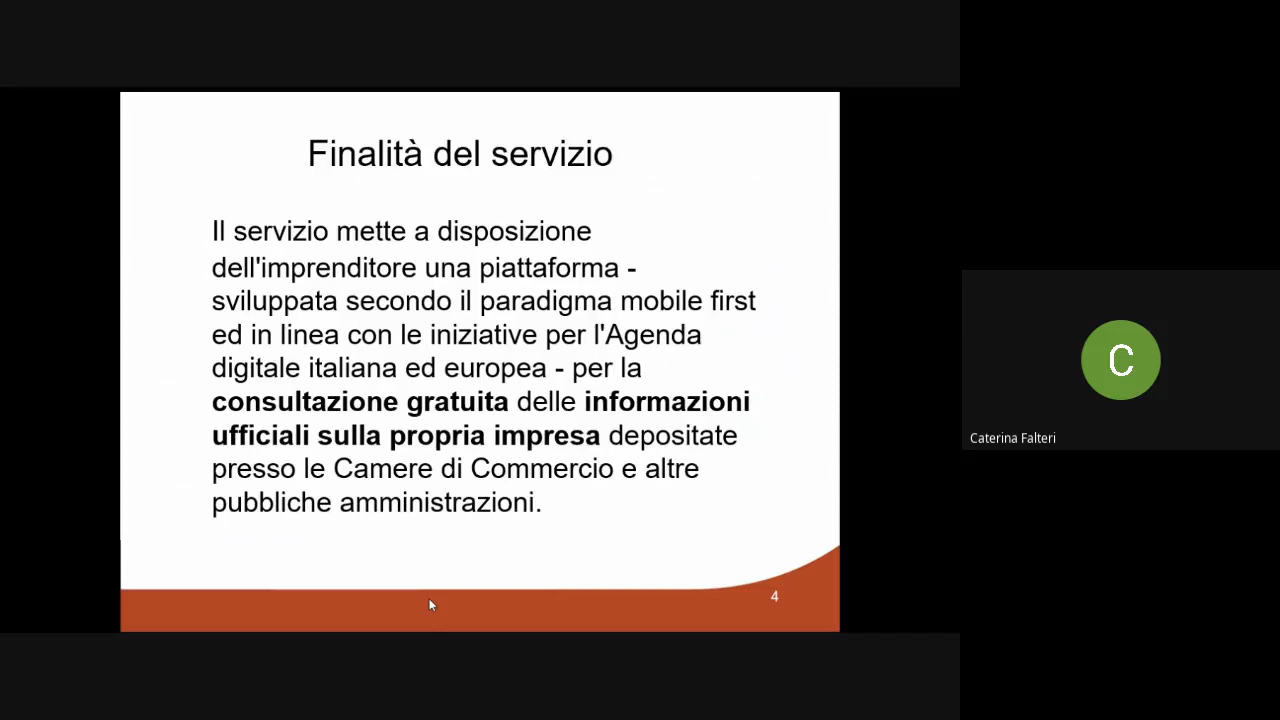 Finalità del servizio
Il servizio mette a disposizione
dell'imprenditore una piattaforma -
sviluppata secondo il paradigma mobile first
ed in linea con le iniziative per l'Agenda
digitale italiana ed europea - per la
consultazione gratuita delle informazioni
ufficiali sulla propria impresa depositate
presso le Camere di Commercio e altre
pubbliche amministrazioni.
4
C
Caterina Falteri